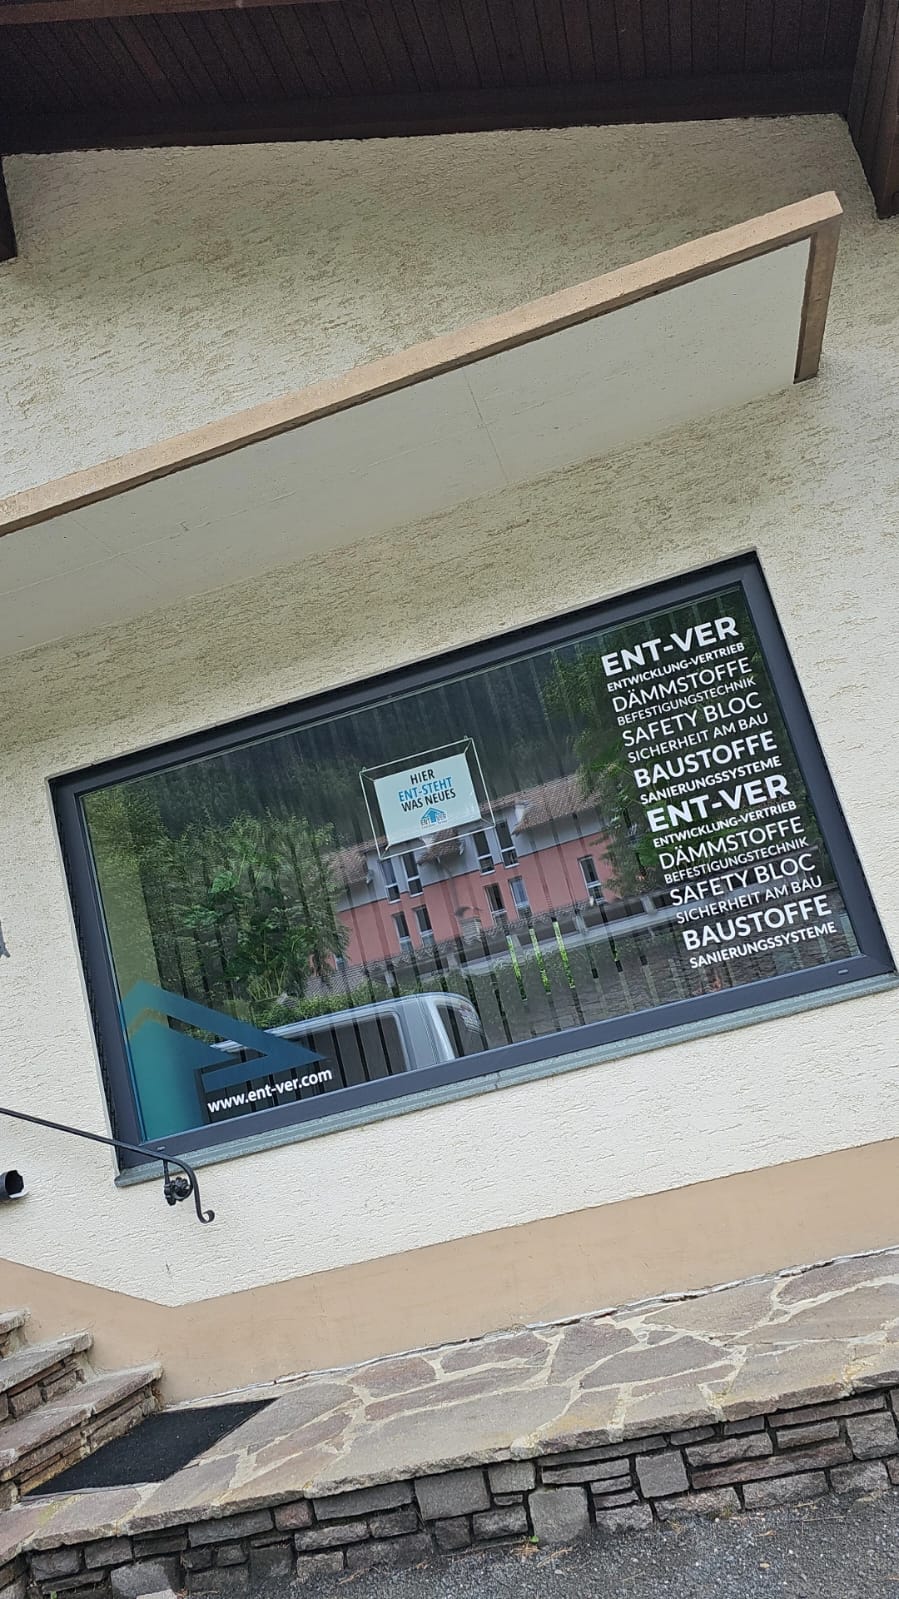 HIER
ENT-STEHT
WAS NEUES
ENT-VER
ENTWICKLUNG-VERTRIEB
DÄMMSTOFFE
BEFESTIGUNGSTECHNIK
SAFETY BLOC
SICHERHEIT AM BAU
BAUSTOFFE
SANIERUNGSSYSTEME
ENT-VER
ENTWICKLUNG-VERTRIEB
DÄMMSTOFFE
BEFESTIGUNGSTECHNIK
SAFETY BLOC
SICHERHEIT AM BAU
BAUSTOFFE
SANIERUNGSSYSTEME
www.ent-ver.com